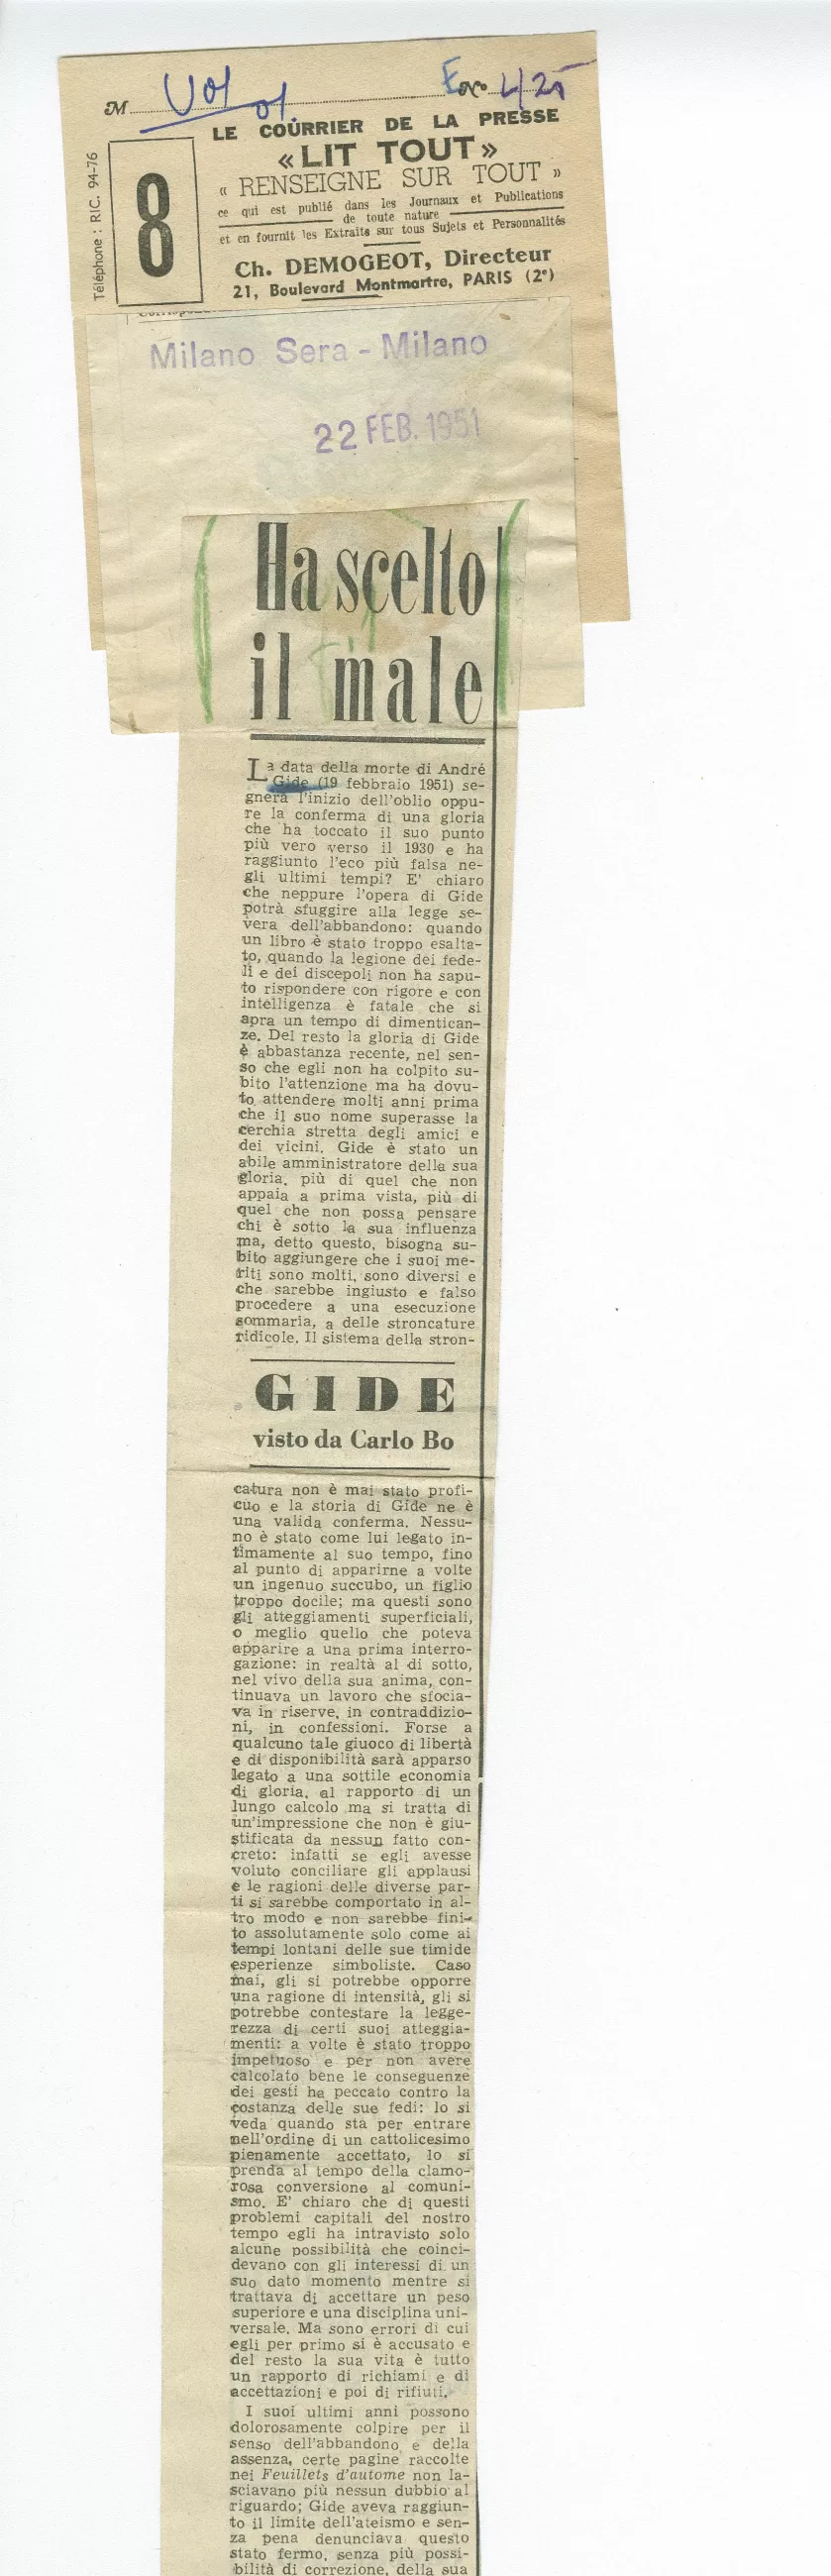 M Vol
E No 4/25
LE COURRIER DE LA PRESSE
« LIT TOUT »
« RENSEIGNE SUR TOUT »
ce qui est publié dans les Journaux et Publications
de toute nature
et en fournit les Extraits sur tous Sujets et Personnalités
Ch. DEMOGEOT, Directeur
21, Boulevard Montmartre, PARIS (2e)
Téléphone : RIC. 94-76
8
Milano Sera - Milano
22 FEB. 1951
Ha scelto
il male
La data della morte di André
Gide (19 febbraio 1951) se-
gnerà l'inizio dell'oblio oppu-
re la conferma di una gloria
che ha toccato il suo punto
più vero verso il 1930 e ha
raggiunto l'eco più falsa ne-
gli ultimi tempi? E' chiaro
che neppure l'opera di Gide
potrà sfuggire alla legge se-
vera dell'abbandono: quando
un libro è stato troppo esalta-
to, quando la legione dei fede-
li e dei discepoli non ha sapu-
to rispondere con rigore e con
intelligenza è fatale che si
apra un tempo di dimentican-
ze. Del resto la gloria di Gide
è abbastanza recente, nel sen-
so che egli non ha colpito su-
bito l'attenzione ma ha dovu-
to attendere molti anni prima
che il suo nome superasse la
cerchia stretta degli amici e
dei vicini. Gide è stato un
abile amministratore della sua
gloria, più di quel che non
appaia a prima vista, più di
quel che non possa pensare
chi è sotto la sua influenza
ma, detto questo, bisogna su-
bito aggiungere che i suoi me-
riti sono molti, sono diversi e
che sarebbe ingiusto e falso
procedere a una esecuzione
sommaria, a delle stroncature
ridicole. Il sistema della stron-
GIDE
visto da Carlo Bo
catura non è mai stato profi-
cuo e la storia di Gide ne è
una valida conferma. Nessu-
no è stato come lui legato in-
timamente al suo tempo, fino
al punto di apparirne a volte
un ingenuo succubo, un figlio
troppo docile; ma questi sono
gli atteggiamenti superficiali,
o meglio quello che poteva
apparire a una prima interro-
gazione: in realtà al di sotto,
nel vivo della sua anima, con-
tinuava un lavoro che sfocia-
va in riserve, in contraddizio-
ni, in confessioni. Forse a
qualcuno tale giuoco di libertà
e di disponibilità sarà apparso
legato a una sottile economia
di gloria, al rapporto di un
lungo calcolo ma si tratta di
un'impressione che non è giu-
stificata da nessun fatto con-
creto: infatti se egli avesse
voluto conciliare gli applausi
e le ragioni delle diverse par-
ti si sarebbe comportato in al-
tro modo e non sarebbe fini-
to assolutamente solo come ai
tempi lontani delle sue timide
esperienze simboliste. Caso
mai, gli si potrebbe opporre
una ragione di intensità, gli si
potrebbe contestare la legge-
rezza di certi suoi atteggia-
menti: a volte è stato troppo
impetuoso e per non avere
calcolato bene le conseguenze
dei gesti ha peccato contro la
costanza delle sue fedi: lo si
veda quando sta per entrare
nell'ordine di un cattolicesimo
pienamente accettato, lo si
prenda al tempo della clamo-
rosa conversione al comuni-
smo. E' chiaro che di questi
problemi capitali del nostro
tempo egli ha intravisto solo
alcune possibilità che coinci-
devano con gli interessi di un
suo dato momento mentre si
trattava di accettare un peso
superiore e una disciplina uni-
versale. Ma sono errori di cui
egli per primo si è accusato e
del resto la sua vita è tutto
un rapporto di richiami e di
accettazioni e poi di rifiuti.
I suoi ultimi anni possono
dolorosamente colpire per il
senso dell'abbandono e della
assenza, certe pagine raccolte
nei Feuillets d'automne non la-
sciavano più nessun dubbio al
riguardo; Gide aveva raggiun-
to il limite dell'ateismo e sen-
za pena denunciava questo
stato fermo, senza più possi-
bilità di correzione, della sua